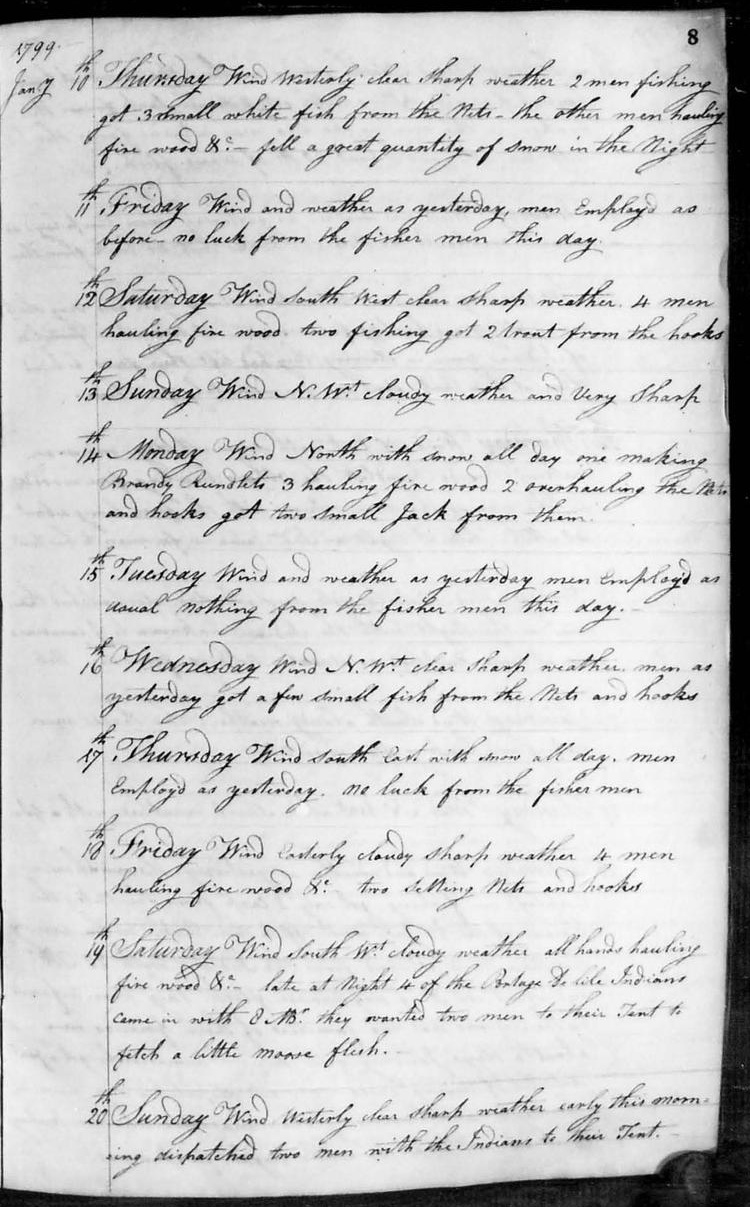 8
1799
Jany 10th Thursday Wind Westerly clear sharp weather 2 men fishing
got 3 small white fish from the Nets - the other men hauling
fire wood &c - fell a great quantity of snow in the Night
11th Friday Wind and weather as yesterday, men Employd as
before - no luck from the fisher men this day.
12th Saturday Wind South West clear sharp weather. 4 men
hauling fire wood. two fishing got 2 trout from the hooks
13th Sunday Wind N. Wt cloudy weather and Very sharp
14th Monday Wind North with snow all day one making
Brandy Rundlets 3 hauling fire wood 2 overhauling the Nets
and hooks got two small Jack from them.
15th Tuesday Wind and weather as yesterday men Employd as
usual nothing from the fisher men this day. -
16th Wednesday Wind N. Wt clear sharp weather. men as
yesterday got a few small fish from the Nets and hooks
17th Thursday Wind South East with snow all day. men
Employd as yesterday. no luck from the fisher men
18th Friday Wind Easterly cloudy sharp weather 4 men
hauling fire wood &c - two setting Nets and hooks
19th Saturday Wind South Wst cloudy weather all hands hauling
fire wood &c - late at Night 4 of the Portage De Lile Indians
came in with 8 MBr they wanted two men to their Tent to
fetch a little moose flesh. -
20th Sunday Wind Westerly clear sharp weather early this morn=
ing dispatched two men with the Indians to their Tent. -